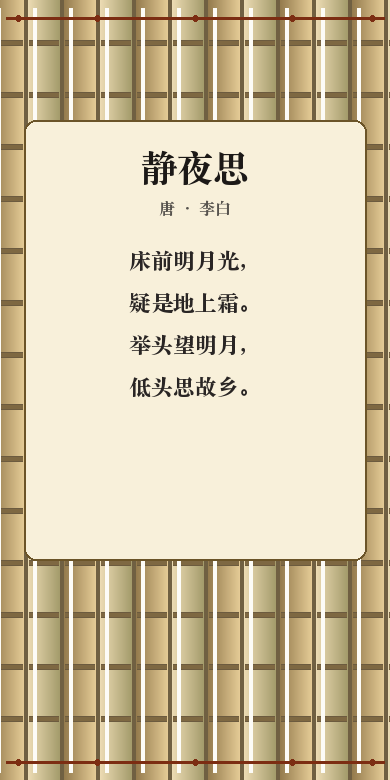 静夜思
唐 · 李白
床前明月光，
疑是地上霜。
举头望明月，
低头思故乡。